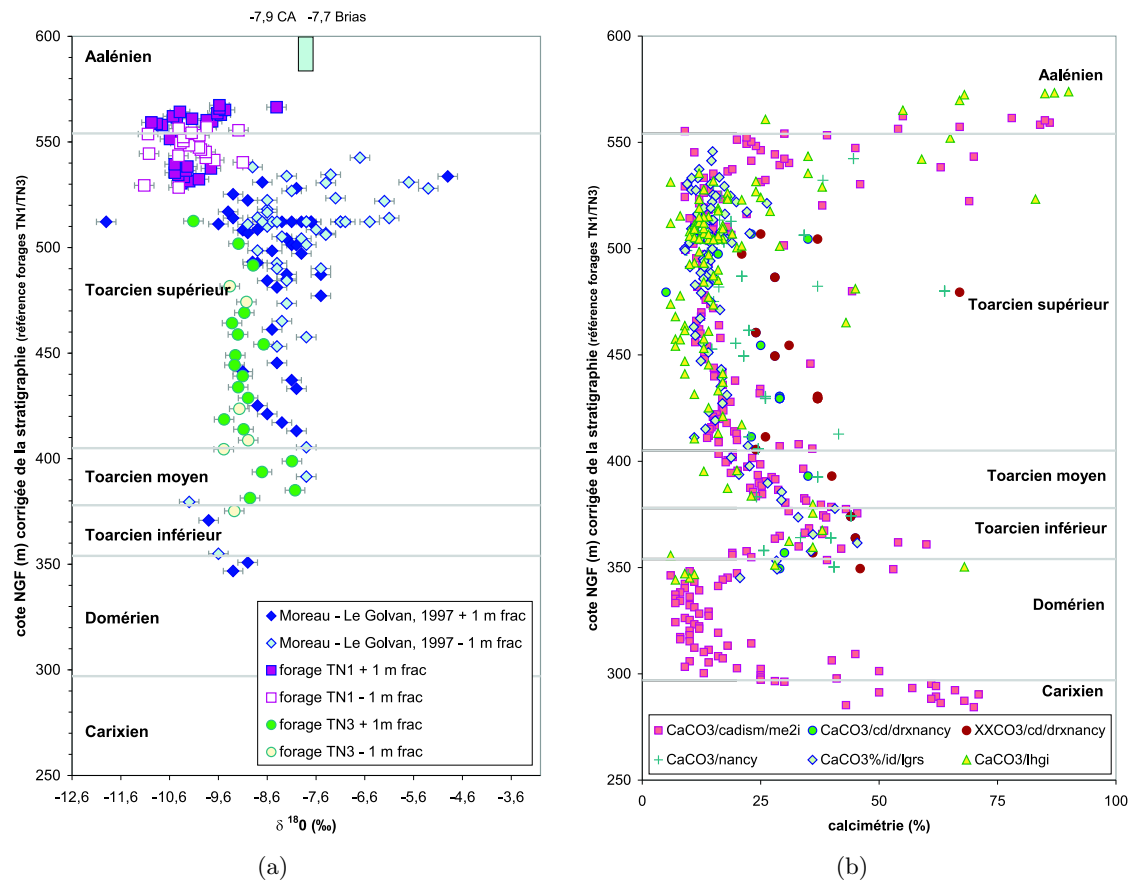 -7,9 CA -7,7 Brias
600
550
500
450
400
350
300
250
cote NGF (m) corrigée de la stratigraphie (référence forages TN1/TN3)
Aalénien
Toarcien supérieur
Toarcien moyen
Toarcien inférieur
Domérien
Carixien
Moreau - Le Golvan, 1997 + 1 m frac
Moreau - Le Golvan, 1997 - 1 m frac
forage TN1 + 1 m frac
forage TN1 - 1 m frac
forage TN3 + 1m frac
forage TN3 - 1 m frac
-12,6 -11,6 -10,6 -9,6 -8,6 -7,6 -6,6 -5,6 -4,6 -3,6
δ 18O (‰)
(a)
600
550
500
450
400
350
300
250
cote NGF (m) corrigée de la stratigraphie (référence forages TN1/TN3)
Aalénien
Toarcien supérieur
Toarcien moyen
Toarcien inférieur
Domérien
Carixien
CaCO3/cadism/me2i CaCO3/cd/drxnancy XXCO3/cd/drxnancy
CaCO3/nancy CaCO3%/id/lgrs CaCO3/lhgi
0 25 50 75 100
calcimétrie (%)
(b)